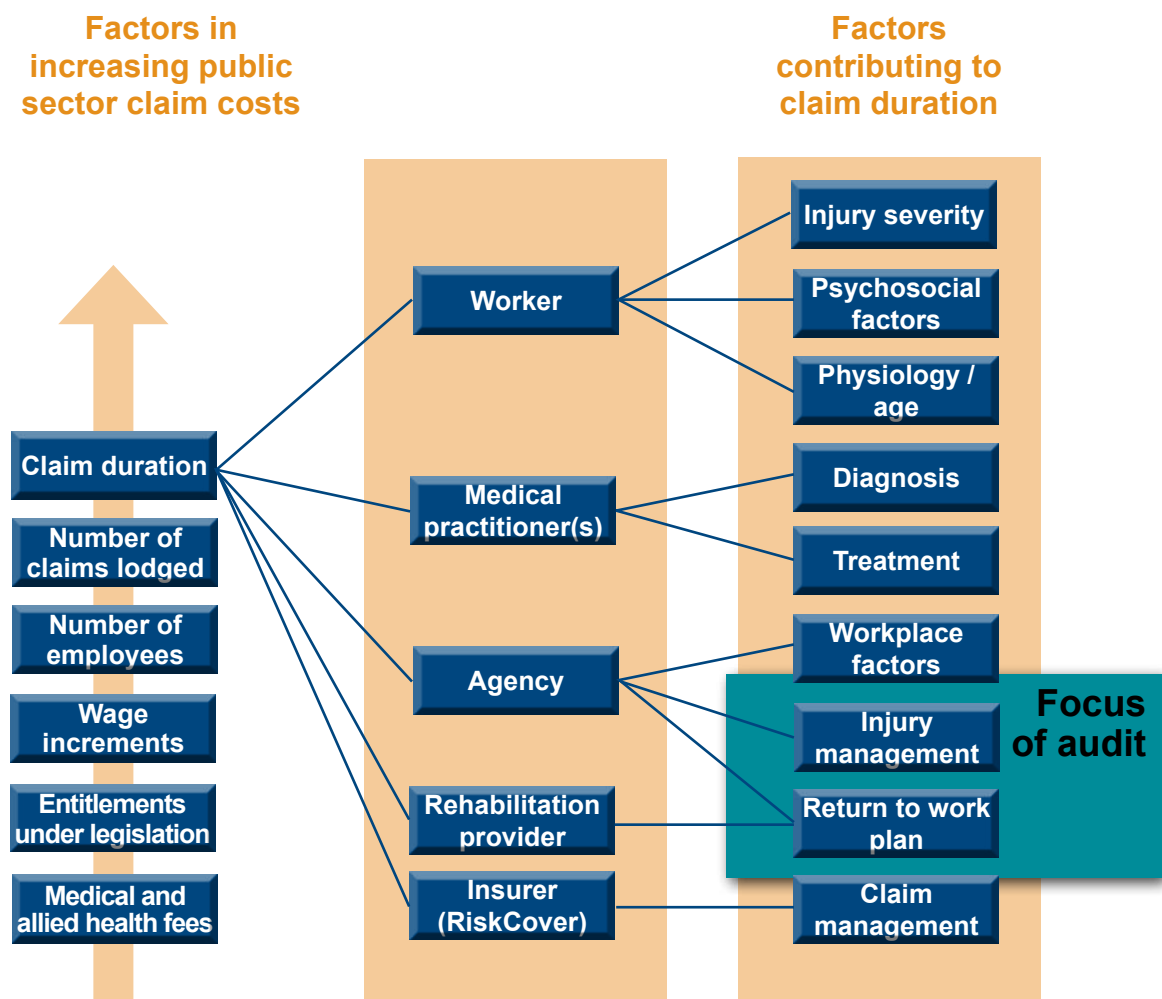 Factors in
increasing public
sector claim costs
Factors
contributing to
claim duration
Claim duration
Number of
claims lodged
Number of
employees
Wage
increments
Entitlements
under legislation
Medical and
allied health fees
Worker
Medical
practitioner(s)
Agency
Rehabilitation
provider
Insurer
(RiskCover)
Injury severity
Psychosocial
factors
Physiology /
age
Diagnosis
Treatment
Workplace
factors
Injury
management
Return to work
plan
Claim
management
Focus
of audit